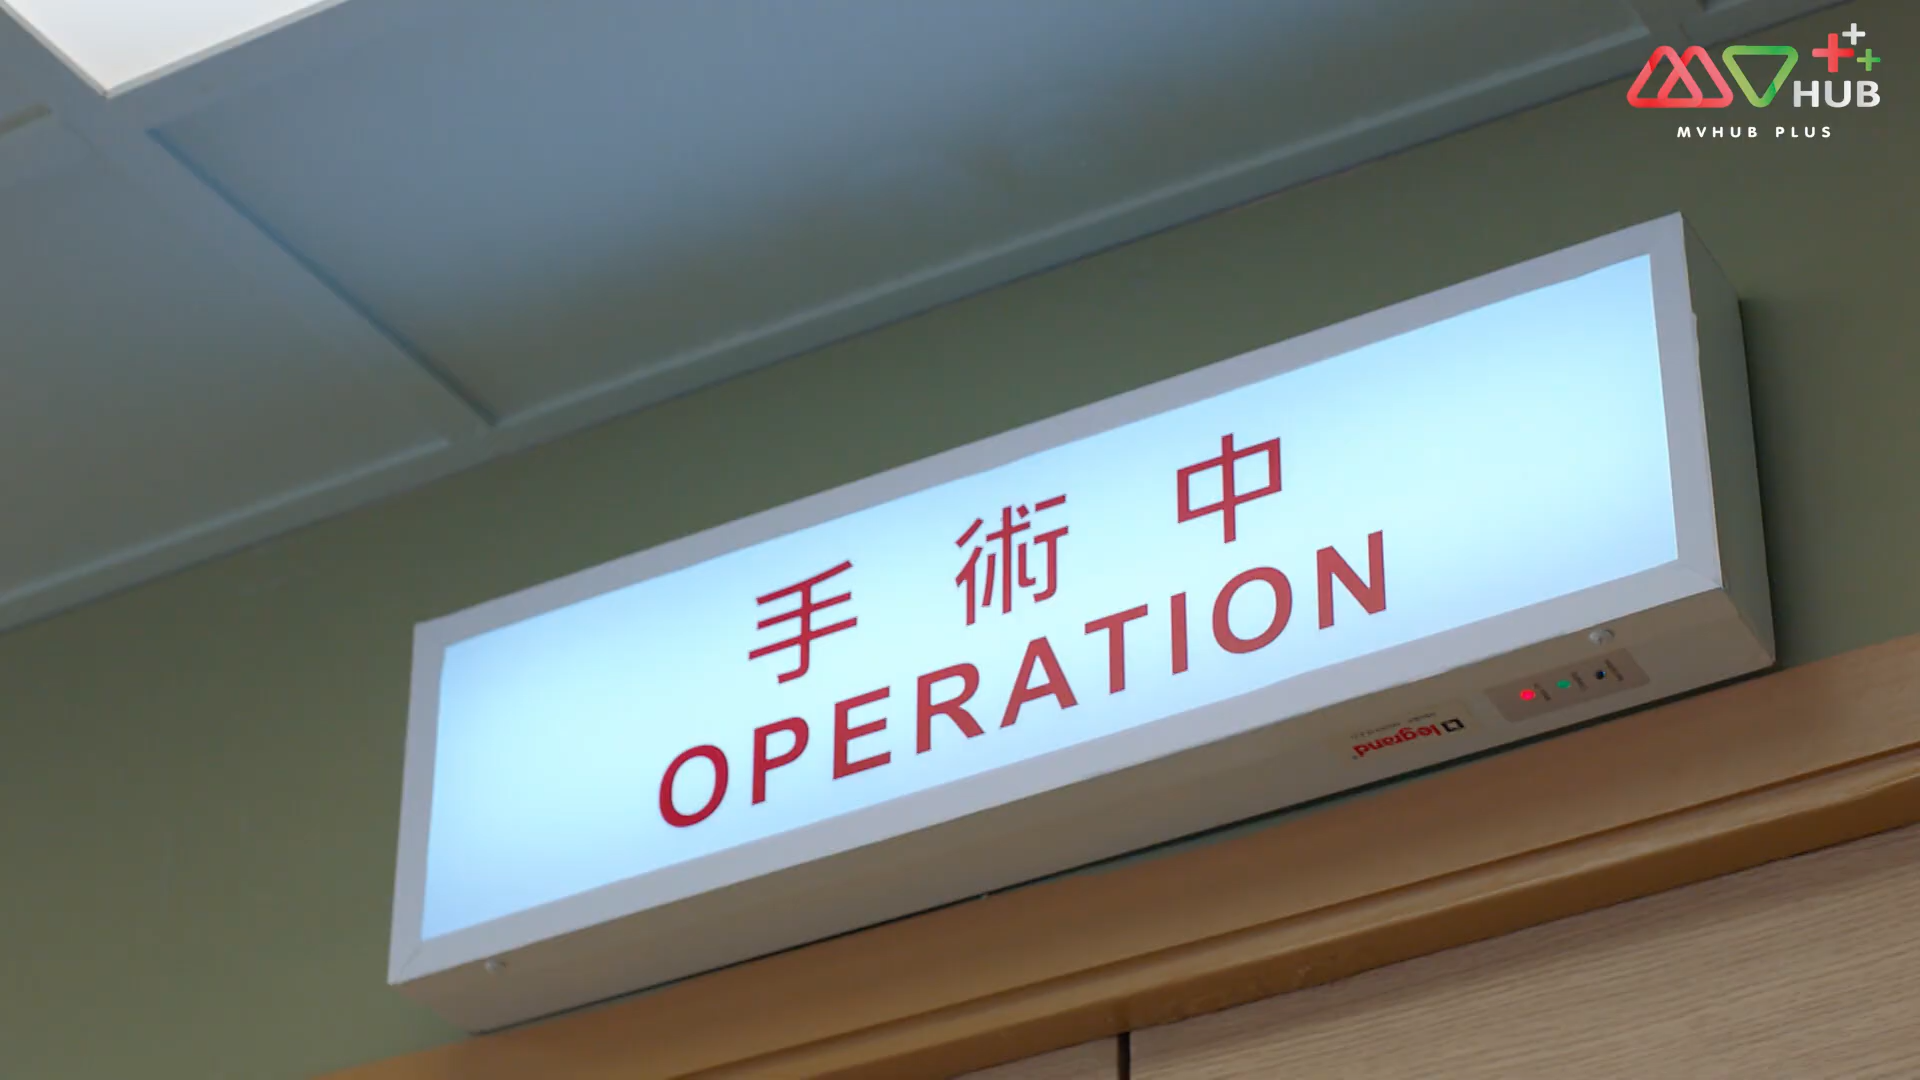 HUB
MVHUB PLUS
手術中
OPERATION
legrand